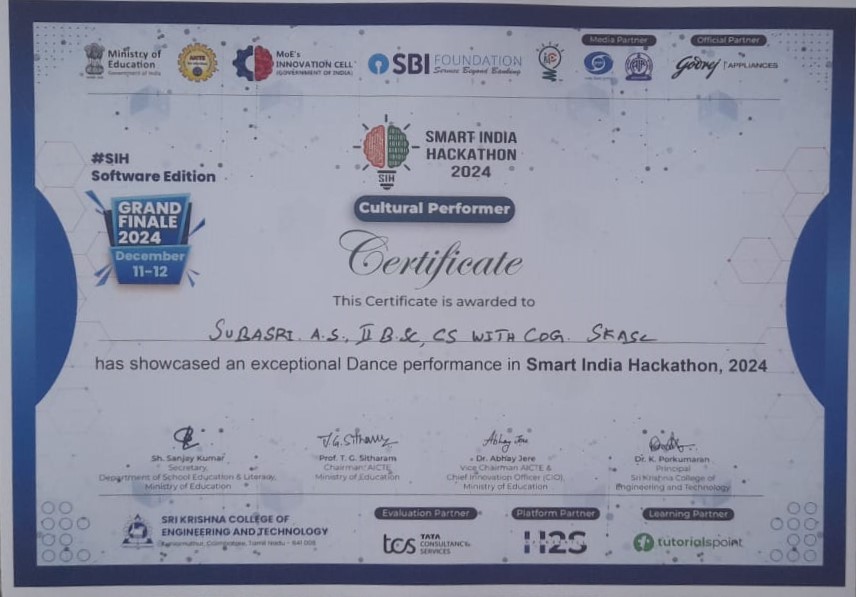 Media Partner
Official Partner
Ministry of
Education
Government of India
AICTE
MoE's
INNOVATION CELL
(GOVERNMENT OF INDIA)
SBI FOUNDATION
Service Beyond Banking
Godrej | APPLIANCES
#SIH
Software Edition
GRAND
FINALE
2024
December
11-12
SIH
SMART INDIA
HACKATHON
2024
Cultural Performer
Certificate
This Certificate is awarded to
SUBASRI. A.S., II B.SC, CS WITH COG. SKASC
has showcased an exceptional Dance performance in Smart India Hackathon, 2024
J.G. Sitharam
Abhay Jere
Sh. Sanjay Kumar
Secretary,
Department of School Education & Literacy,
Ministry of Education
Prof. T. G. Sitharam
Chairman, AICTE,
Ministry of Education
Dr. Abhay Jere
Vice Chairman AICTE &
Chief Innovation Officer (CIO)
Ministry of Education
Dr. K. Porkumaran
Principal
Sri Krishna College of
Engineering and Technology
SRI KRISHNA COLLEGE OF
ENGINEERING AND TECHNOLOGY
Kuniamuthur, Coimbatore, Tamil Nadu - 641 008
Evaluation Partner
tcs TATA
CONSULTANCY
SERVICES
Platform Partner
H2S
Learning Partner
tutorialspoint